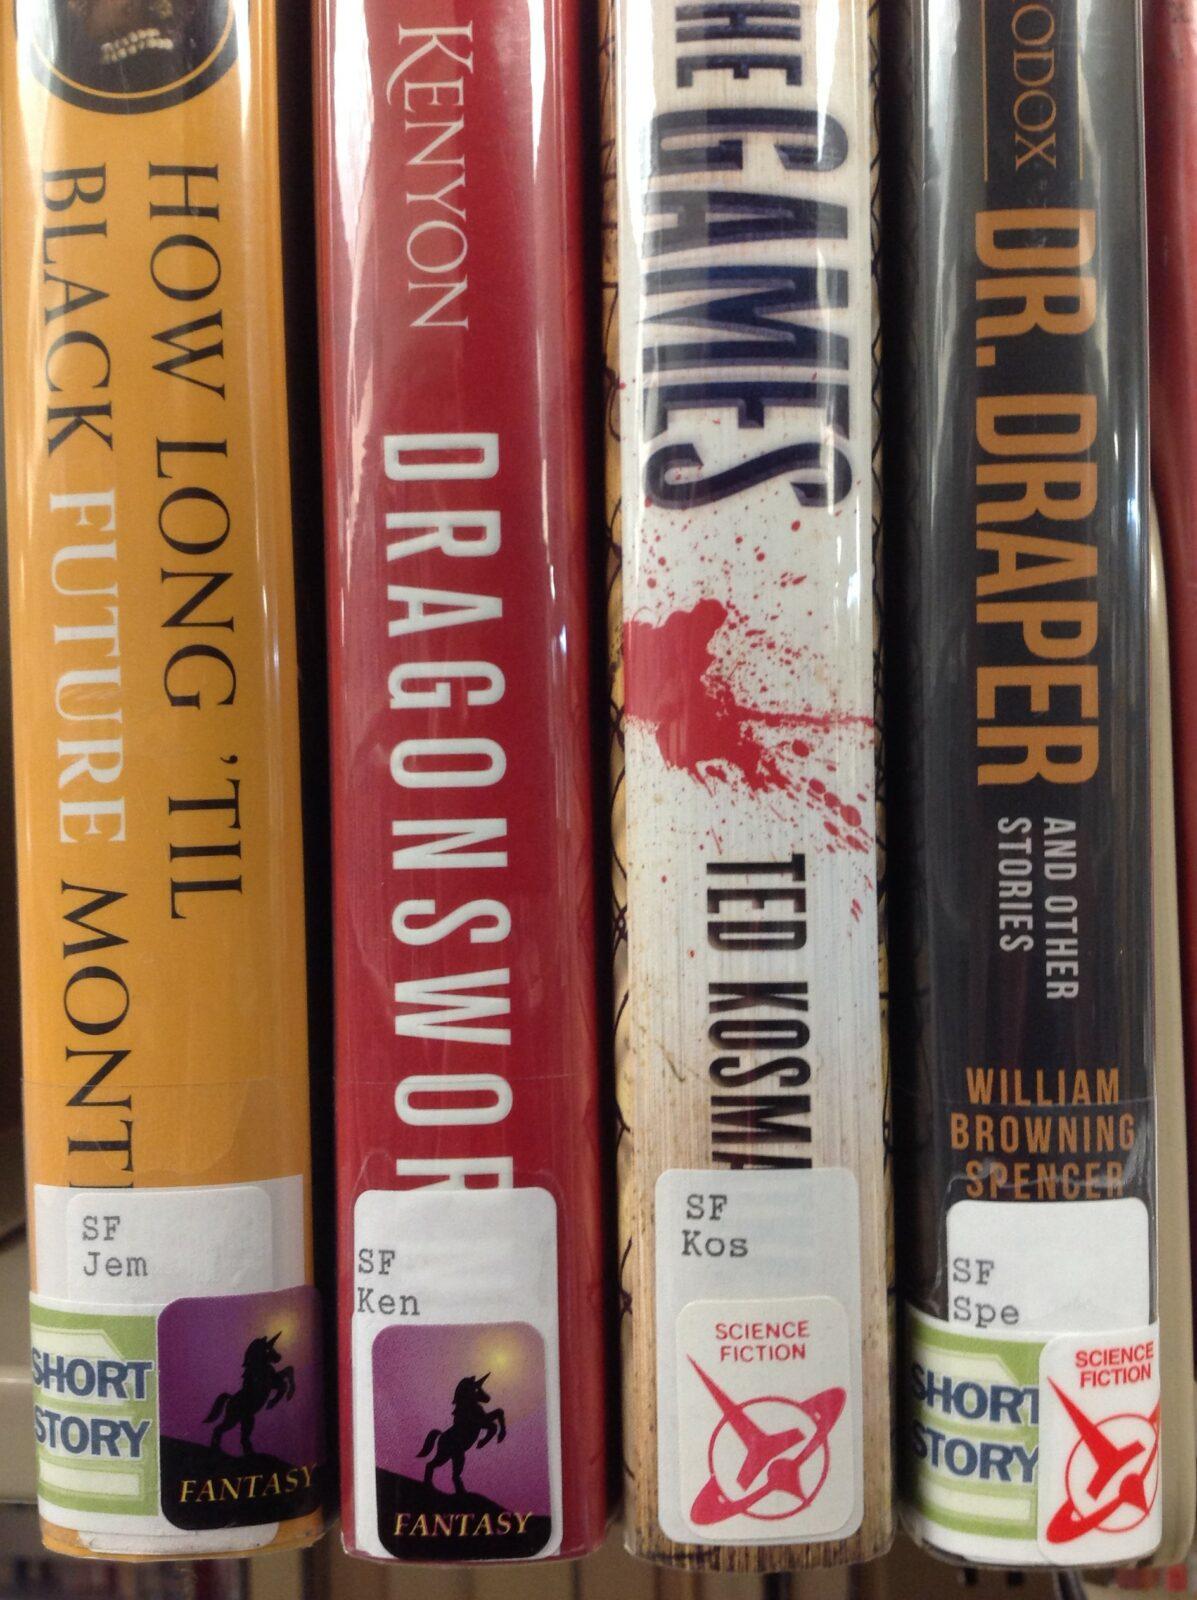 HOW LONG 'TIL
BLACK FUTURE MONT
SF
Jem
SHORT
STORY
FANTASY
KENYON
DRAGONSWOR
SF
Ken
FANTASY
THE GAMES
TED KOSMA
SF
Kos
SCIENCE
FICTION
ODOX
DR. DRAPER
AND OTHER
STORIES
WILLIAM
BROWNING
SPENCER
SF
Spe
SHORT
STORY
SCIENCE
FICTION